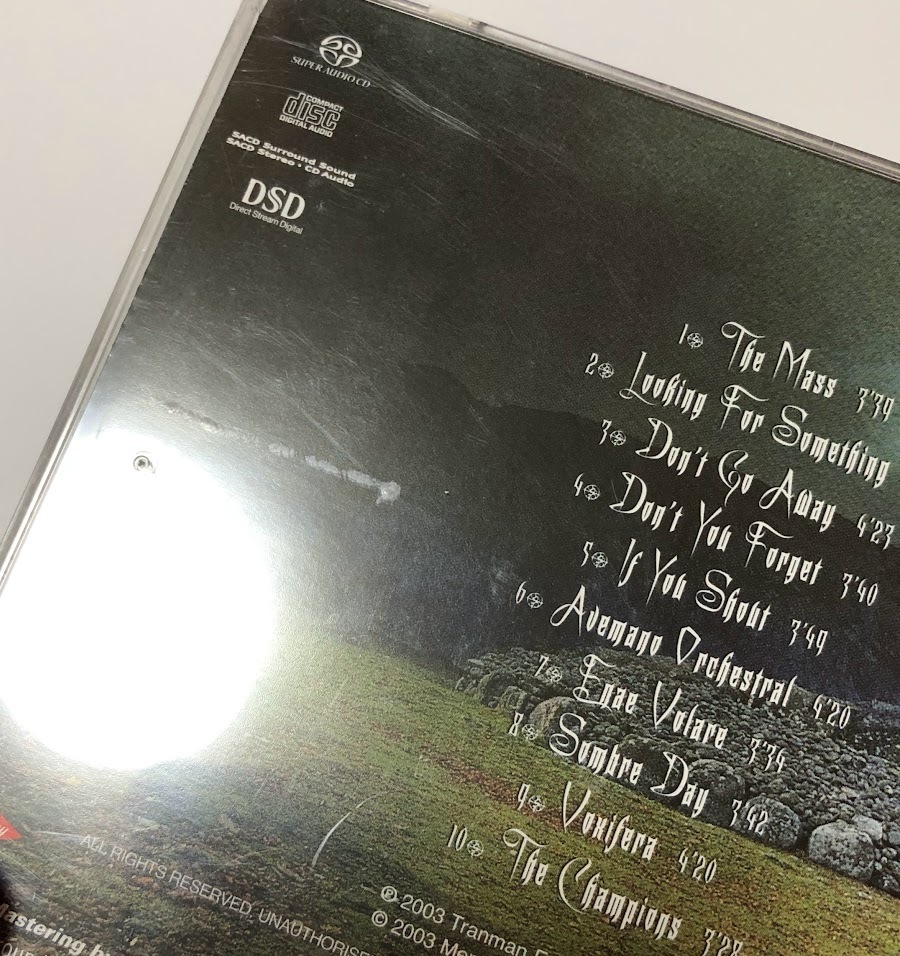 SUPER AUDIO CD
COMPACT
disc
DIGITAL AUDIO
SACD Surround Sound
SACD Stereo • CD Audio
DSD
Direct Stream Digital
1 The Mass 3'39
2 Looking For Something
3 Don't Go Away 4'23
4 Don't You Forget 3'40
5 If You Shout 3'49
6 Avemano Orchestral 4'20
7 Enae Volare 3'34
8 Sombre Day 3'42
9 Voxifera 4'20
10 The Champions
ALL RIGHTS RESERVED. UNAUTHORISE
℗ 2003 Tranman
© 2003
Mastering by